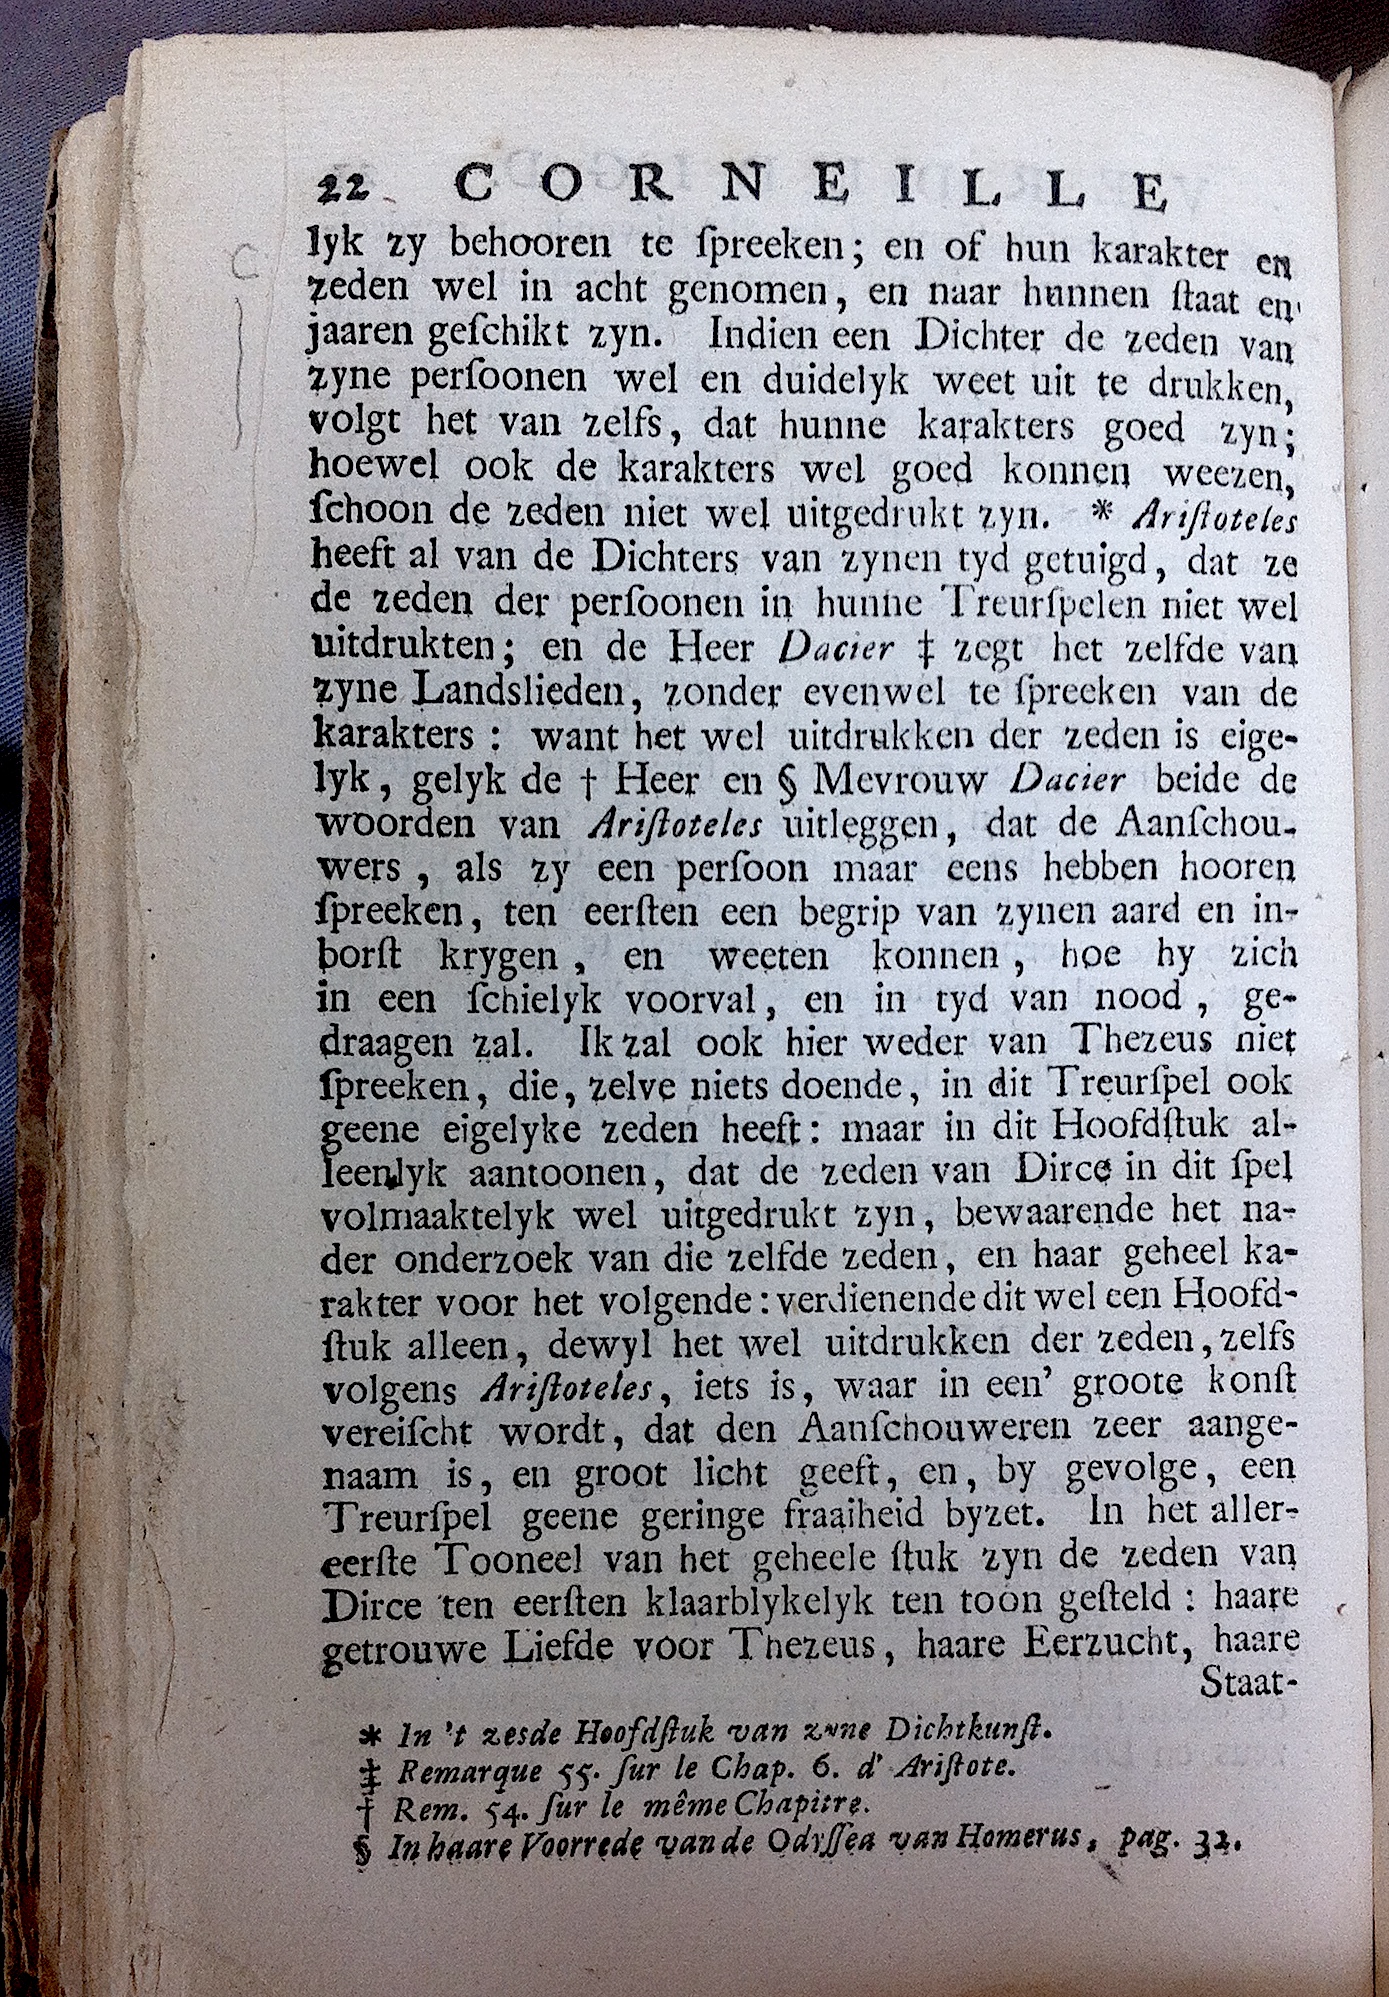 22 CORNEILLE
lyk zy behooren te ſpreeken; en of hun karakter en
zeden wel in acht genomen, en naar hunnen ſtaat en
jaaren geſchikt zyn. Indien een Dichter de zeden van
zyne perſoonen wel en duidelyk weet uit te drukken,
volgt het van zelfs, dat hunne karakters goed zyn;
hoewel ook de karakters wel goed konnen weezen,
ſchoon de zeden niet wel uitgedrukt zyn. * Ariſtoteles
heeft al van de Dichters van zynen tyd getuigd, dat ze
de zeden der perſoonen in hunne Treurſpelen niet wel
uitdrukten; en de Heer Dacier ‡ zegt het zelfde van
zyne Landslieden, zonder evenwel te ſpreeken van de
karakters: want het wel uitdrukken der zeden is eige-
lyk, gelyk de † Heer en § Mevrouw Dacier beide de
woorden van Ariſtoteles uitleggen, dat de Aanſchou-
wers, als zy een perſoon maar eens hebben hooren
ſpreeken, ten eerſten een begrip van zynen aard en in-
borſt krygen, en weeten konnen, hoe hy zich
in een ſchielyk voorval, en in tyd van nood, ge-
draagen zal. Ik zal ook hier weder van Thezeus niet
ſpreeken, die, zelve niets doende, in dit Treurſpel ook
geene eigelyke zeden heeft: maar in dit Hoofdſtuk al-
leenlyk aantoonen, dat de zeden van Dirce in dit ſpel
volmaaktelyk wel uitgedrukt zyn, bewaarende het na-
der onderzoek van die zelfde zeden, en haar geheel ka-
rakter voor het volgende: verdienende dit wel een Hoofd-
ſtuk alleen, dewyl het wel uitdrukken der zeden, zelfs
volgens Ariſtoteles, iets is, waar in een' groote konſt
vereiſcht wordt, dat den Aanſchouweren zeer aange-
naam is, en groot licht geeft, en, by gevolge, een
Treurſpel geene geringe fraaiheid byzet. In het aller-
eerſte Tooneel van het geheele ſtuk zyn de zeden van
Dirce ten eerſten klaarblykelyk ten toon geſteld: haare
getrouwe Liefde voor Thezeus, haare Eerzucht, haare
Staat-
* In 't zesde Hoofdſtuk van zyne Dichtkunſt.
‡ Remarque 55. ſur le Chap. 6. d' Ariſtote.
† Rem. 54. ſur le même Chapitre.
§ In haare Voorrede van de Odyſſea van Homerus, pag. 32.